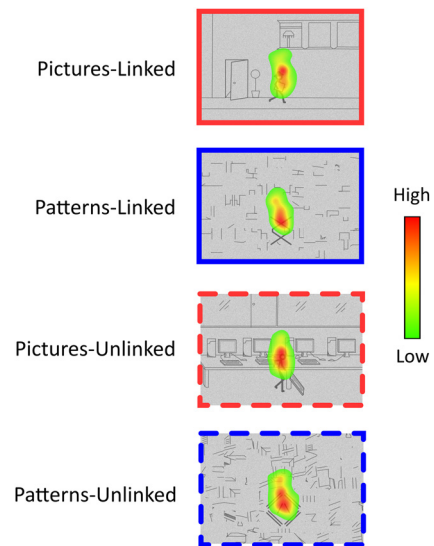 Pictures-Linked
Patterns-Linked
High
Pictures-Unlinked
Low
Patterns-Unlinked